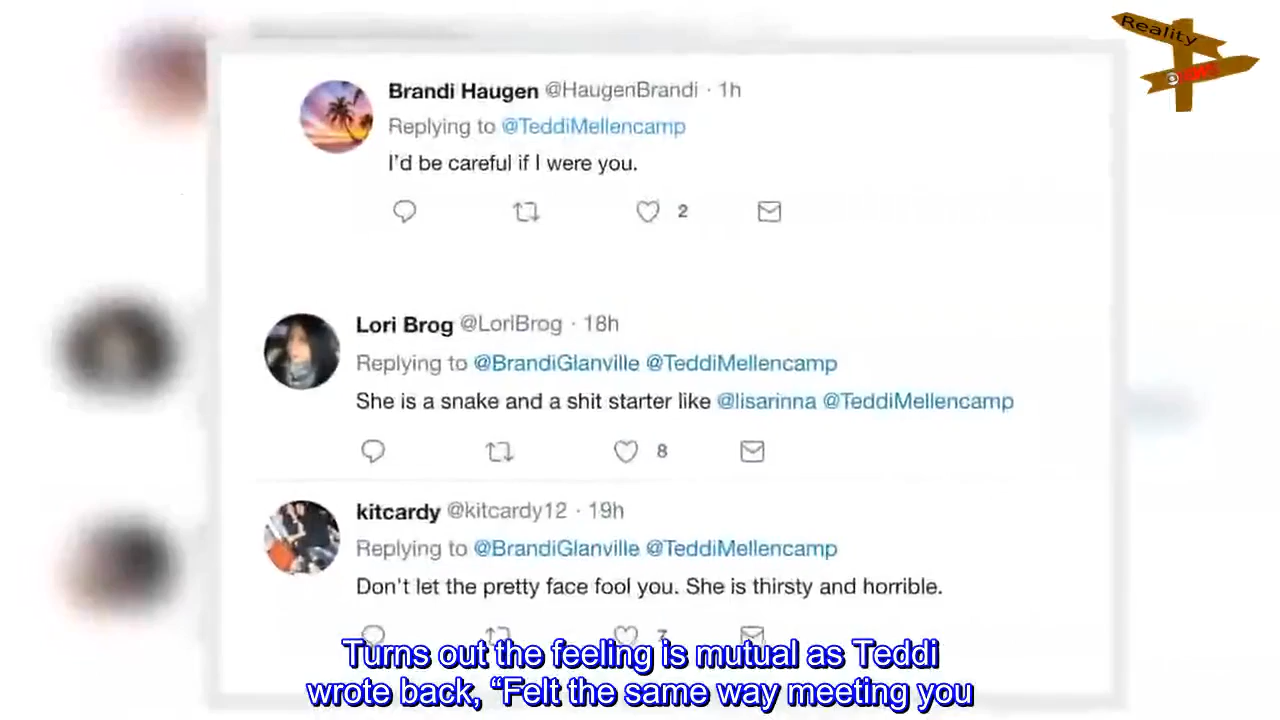 Reality
Brandi Haugen @HaugenBrandi · 1h
Replying to @TeddiMellencamp
I'd be careful if I were you.
2
Lori Brog @LoriBrog · 18h
Replying to @BrandiGlanville @TeddiMellencamp
She is a snake and a shit starter like @lisarinna @TeddiMellencamp
8
kitcardy @kitcardy12 · 19h
Replying to @BrandiGlanville @TeddiMellencamp
Don't let the pretty face fool you. She is thirsty and horrible.
7
Turns out the feeling is mutual as Teddi
wrote back, “Felt the same way meeting you